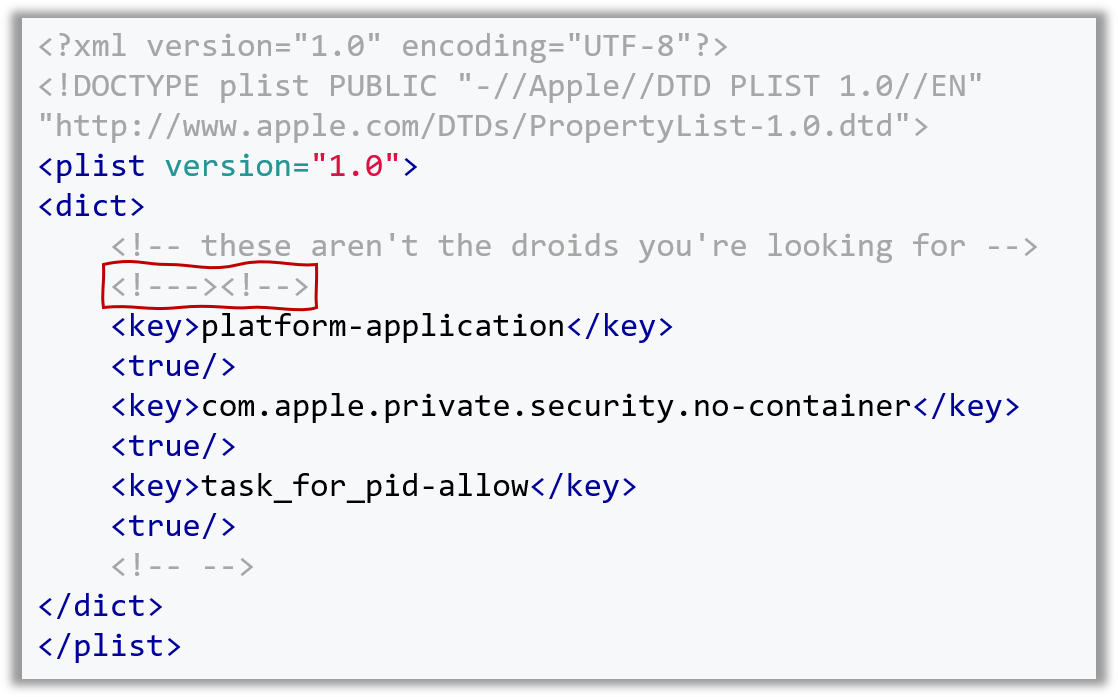 <?xml version="1.0" encoding="UTF-8"?>
<!DOCTYPE plist PUBLIC "-//Apple//DTD PLIST 1.0//EN"
"http://www.apple.com/DTDs/PropertyList-1.0.dtd">
<plist version="1.0">
<dict>
    <!-- these aren't the droids you're looking for -->
    <!---><!-->
    <key>platform-application</key>
    <true/>
    <key>com.apple.private.security.no-container</key>
    <true/>
    <key>task_for_pid-allow</key>
    <true/>
    <!-- -->
</dict>
</plist>